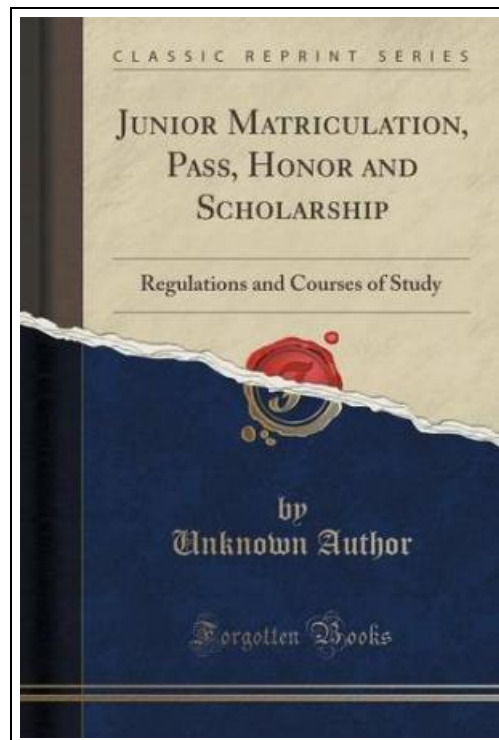 CLASSIC REPRINT SERIES
JUNIOR MATRICULATION,
PASS, HONOR AND
SCHOLARSHIP
Regulations and Courses of Study
by
Unknown Author
Forgotten Books